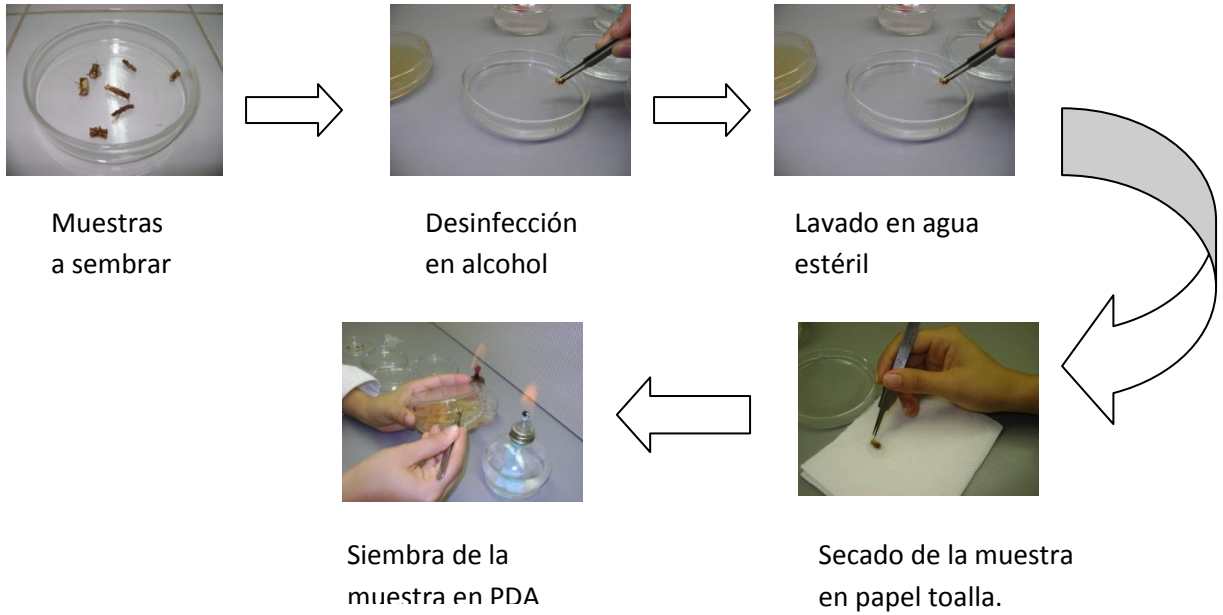 Muestras
a sembrar
Desinfección
en alcohol
Lavado en agua
estéril
Secado de la muestra
en papel toalla.
Siembra de la
muestra en PDA